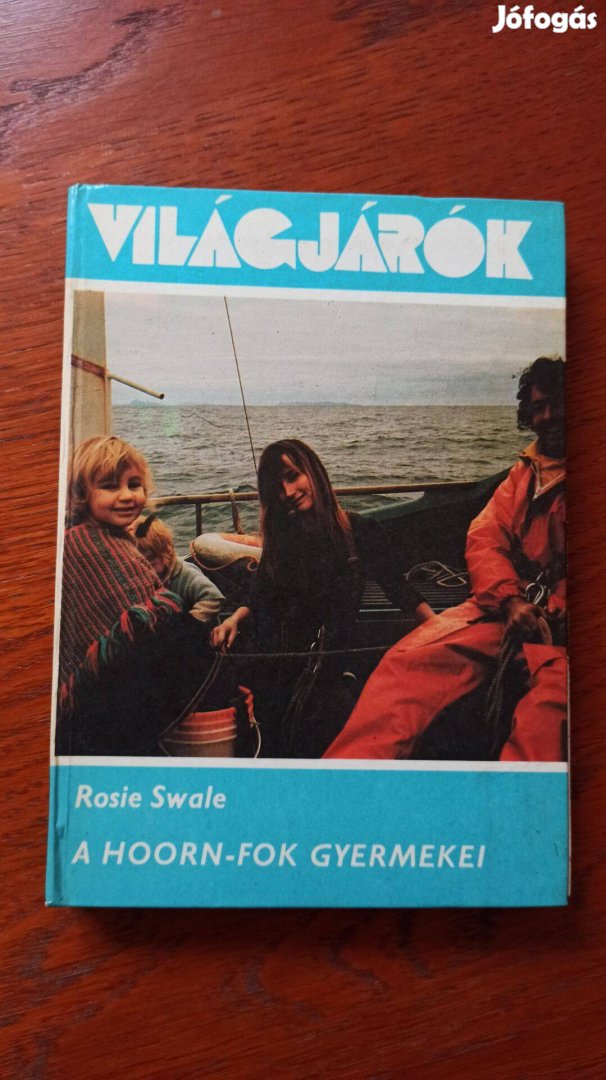 Jófogás
VILÁGJÁRÓK
Rosie Swale
A HOORN-FOK GYERMEKEI